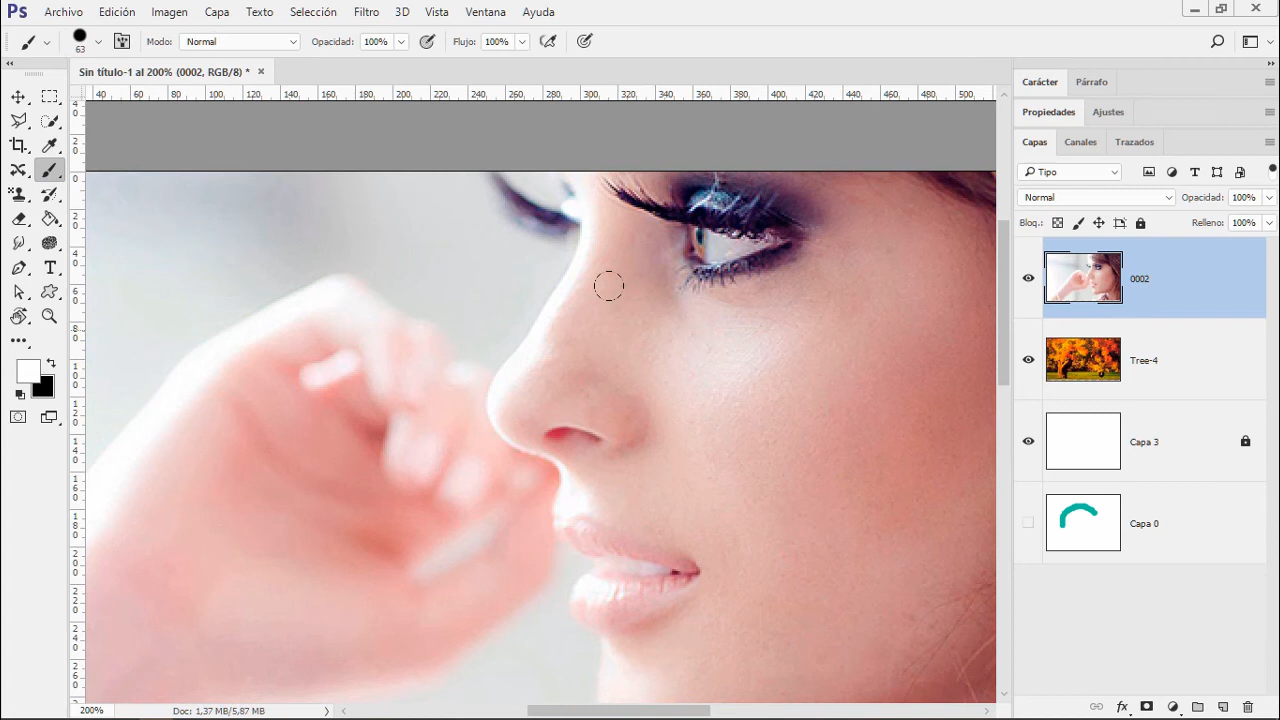 Ps Archivo Edición Imagen Capa Texto Selección Filtro 3D Vista Ventana Ayuda
63 Modo: Normal Opacidad: 100% Flujo: 100%
Sin título-1 al 200% (0002, RGB/8) *
40 60 80 100 120 140 160 180 200 220 240 260 280 300 320 340 360 380 400 420 440 460 480 500
Carácter Párrafo
Propiedades Ajustes
Capas Canales Trazados
Tipo
Normal Opacidad: 100%
Bloq.: Relleno: 100%
0002
Tree-4
Capa 3
Capa 0
200% Doc: 1,37 MB/5,87 MB